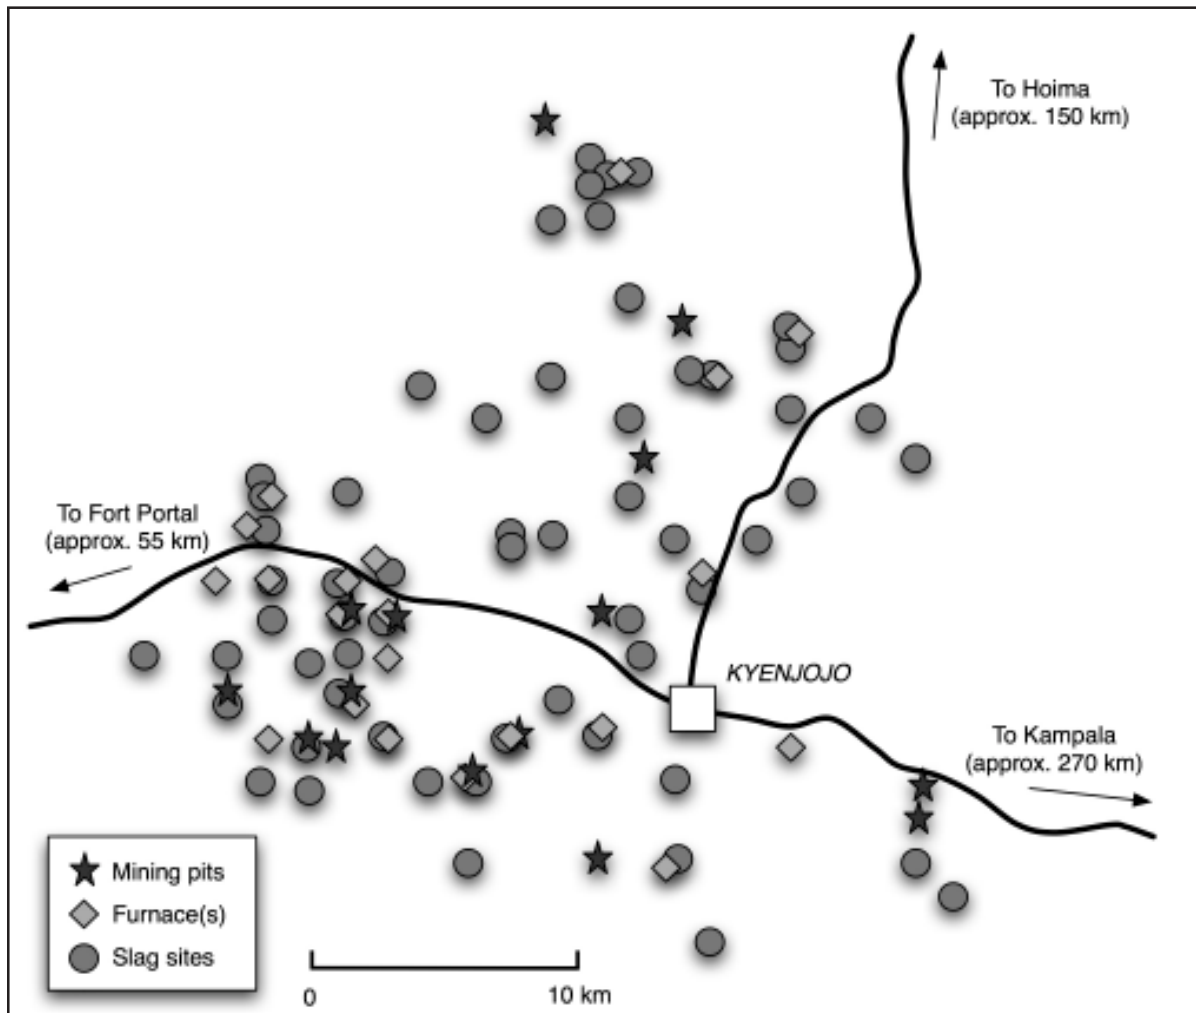 To Hoima
(approx. 150 km)
To Fort Portal
(approx. 55 km)
KYENJOJO
To Kampala
(approx. 270 km)
Mining pits
Furnace(s)
Slag sites
0
10 km